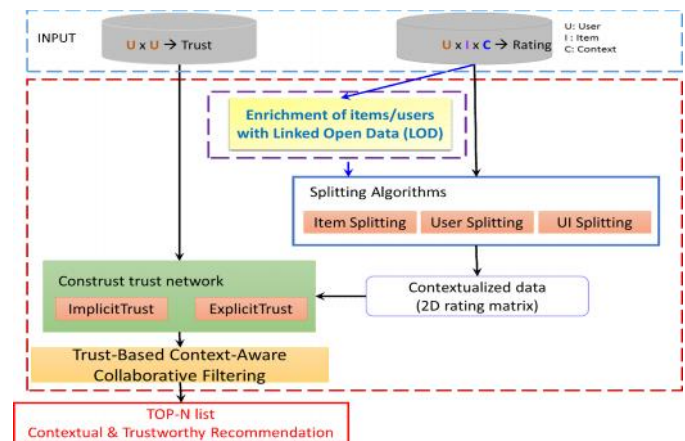 INPUT
U x U → Trust
U x I x C → Rating
U: User
I : Item
C: Context
Enrichment of items/users
with Linked Open Data (LOD)
Splitting Algorithms
Item Splitting
User Splitting
UI Splitting
Construst trust network
ImplicitTrust
ExplicitTrust
Contextualized data
(2D rating matrix)
Trust-Based Context-Aware
Collaborative Filtering
TOP-N list
Contextual & Trustworthy Recommendation